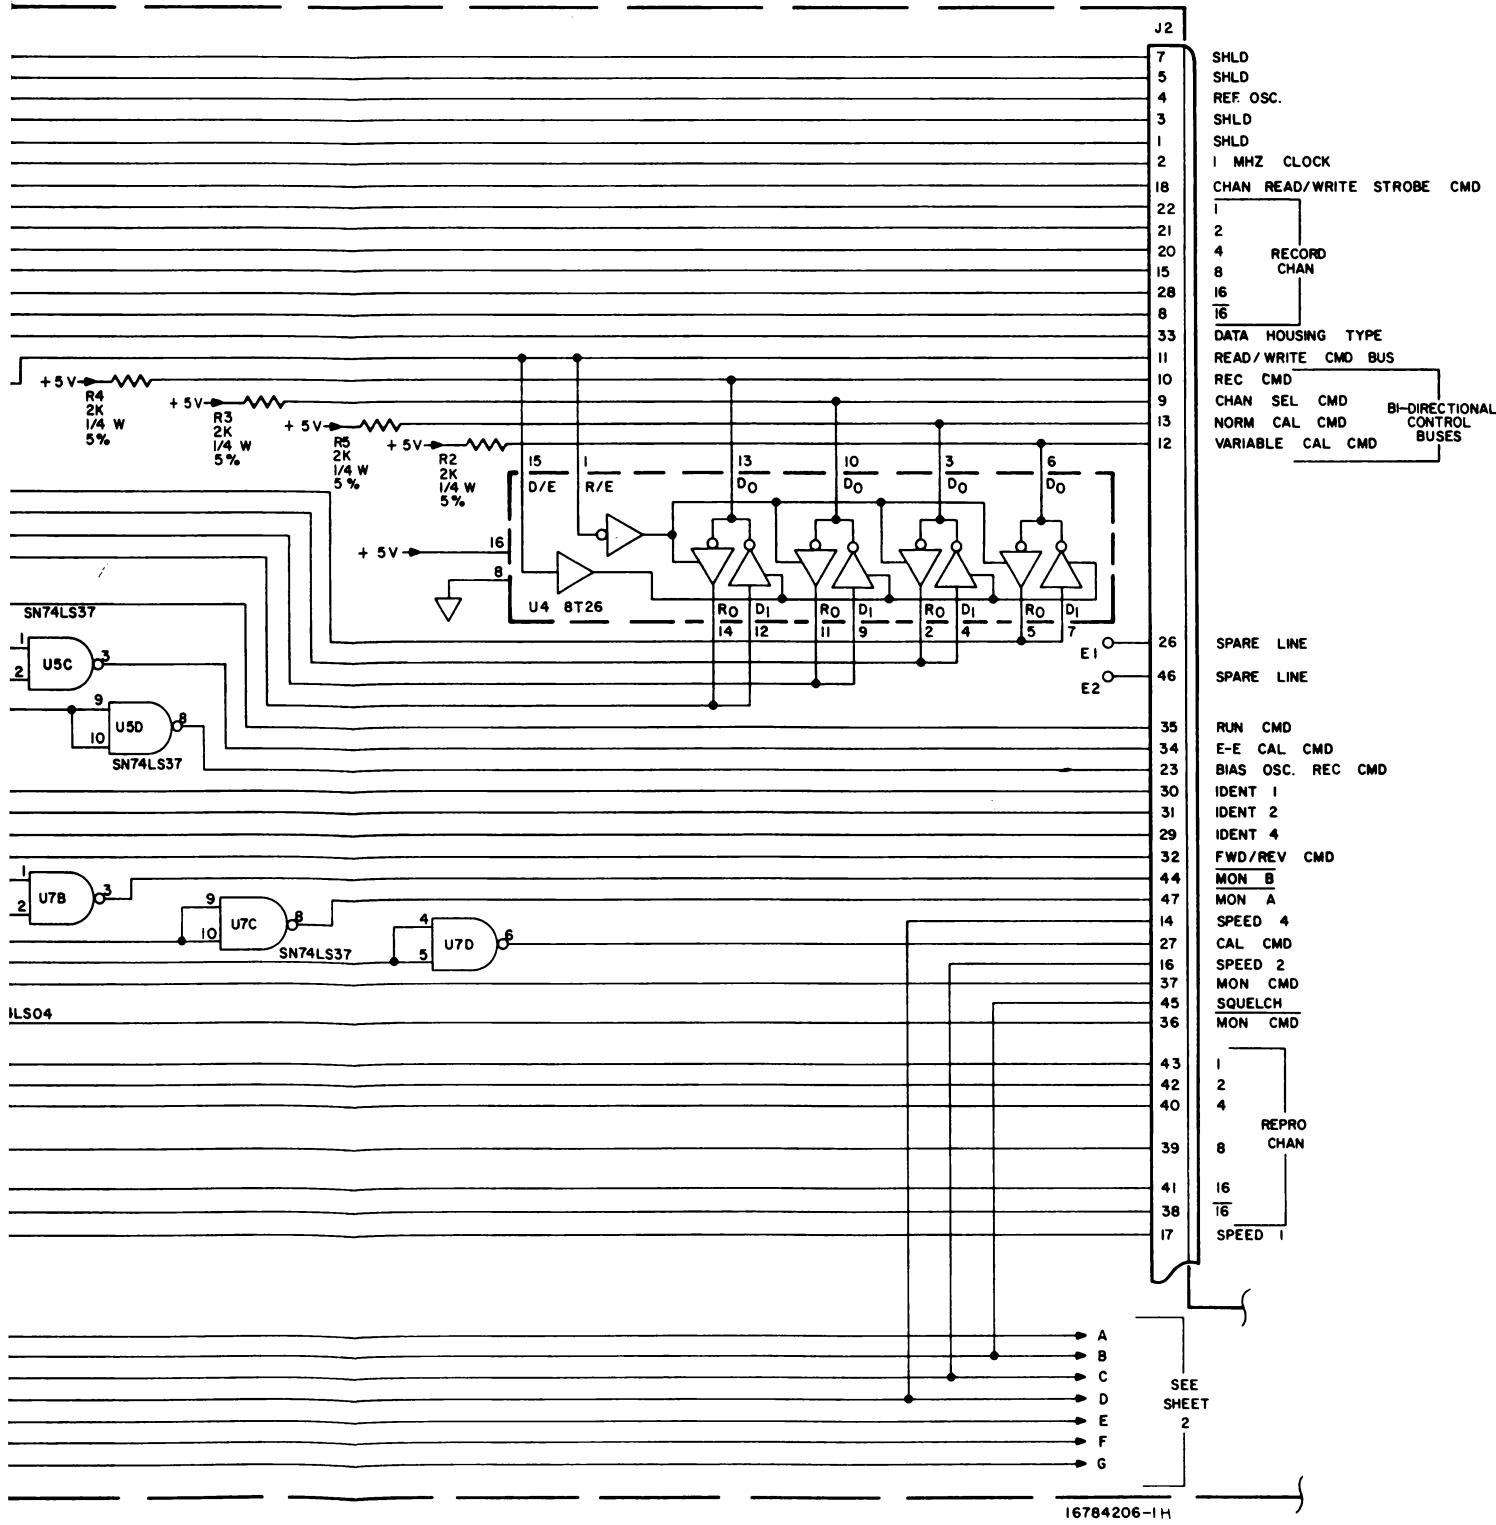 J2
7 SHLD
5 SHLD
4 REF. OSC.
3 SHLD
1 SHLD
2 1 MHZ CLOCK
18 CHAN READ/WRITE STROBE CMD
22 1
21 2
20 4
15 8
28 16
8 16
RECORD
CHAN
33 DATA HOUSING TYPE
11 READ/WRITE CMD BUS
10 REC CMD
9 CHAN SEL CMD
13 NORM CAL CMD
12 VARIABLE CAL CMD
BI-DIRECTIONAL
CONTROL
BUSES
+5V
R4
2K
1/4 W
5%
+5V
R3
2K
1/4 W
5%
+5V
R5
2K
1/4 W
5%
+5V
R2
2K
1/4 W
5%
15 1 13 10 3 6
D/E R/E DO DO DO DO
+5V 16
8
U4 8T26
RO DI RO DI RO DI RO DI
14 12 11 9 2 4 5 7
SN74LS37
1
2
U5C
3
9
10
U5D
8
SN74LS37
E1 26 SPARE LINE
E2 46 SPARE LINE
35 RUN CMD
34 E-E CAL CMD
23 BIAS OSC. REC CMD
30 IDENT 1
31 IDENT 2
29 IDENT 4
32 FWD/REV CMD
44 MON B
47 MON A
14 SPEED 4
27 CAL CMD
16 SPEED 2
37 MON CMD
45 SQUELCH
36 MON CMD
1
2
U7B
3
9
10
U7C
8
SN74LS37
4
5
U7D
6
LS04
43 1
42 2
40 4
39 8
41 16
38 16
REPRO
CHAN
17 SPEED 1
A
B
C
D
E
F
G
SEE
SHEET
2
16784206-1H